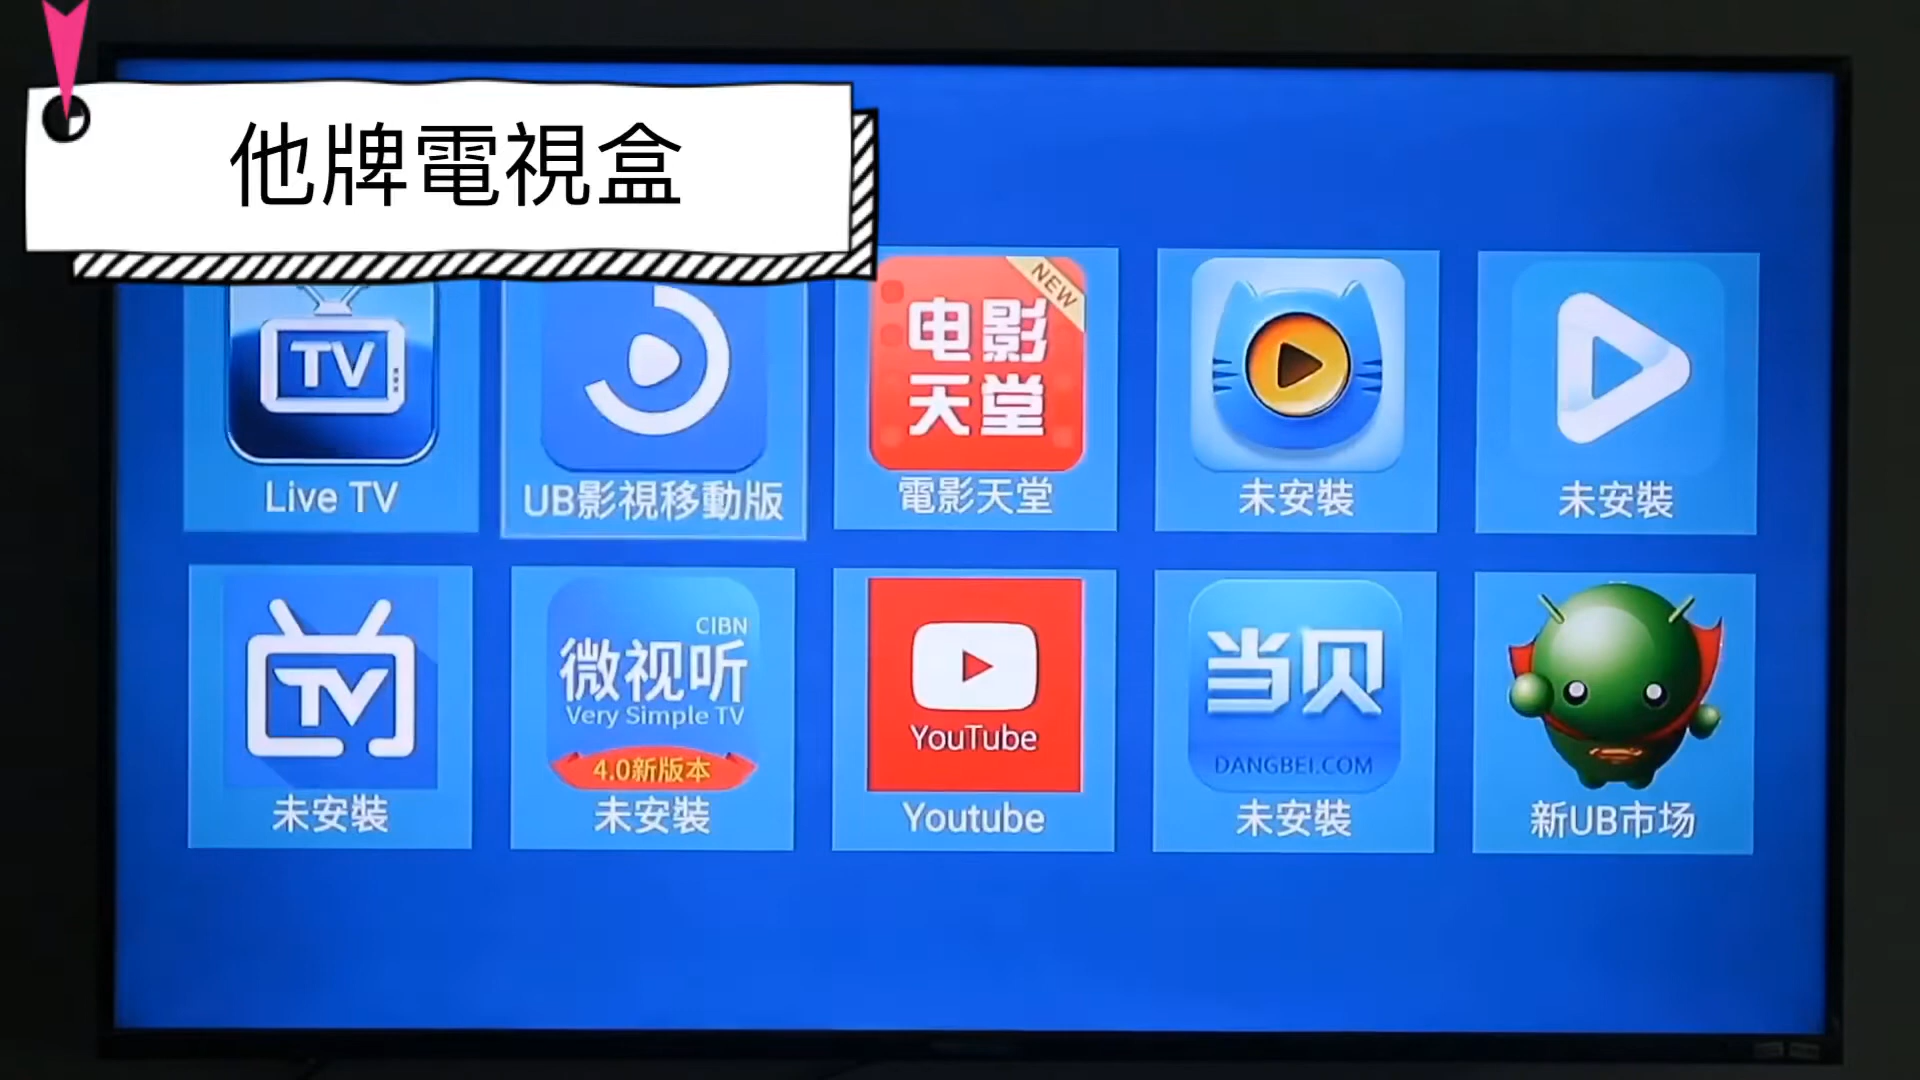 他牌電視盒
TV
Live TV
UB影視移動版
NEW
电影
天堂
電影天堂
未安裝
未安裝
TV
未安裝
CIBN
微视听
Very Simple TV
4.0新版本
未安裝
YouTube
Youtube
当贝
DANGBEI.COM
未安裝
新UB市场